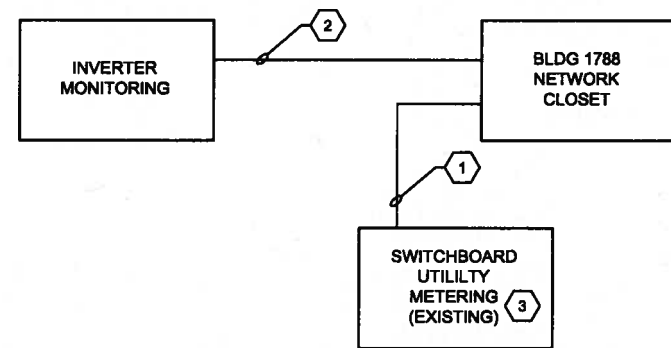 2
INVERTER
MONITORING
BLDG 1788
NETWORK
CLOSET
1
SWITCHBOARD
UTILILTY
METERING
(EXISTING) 3